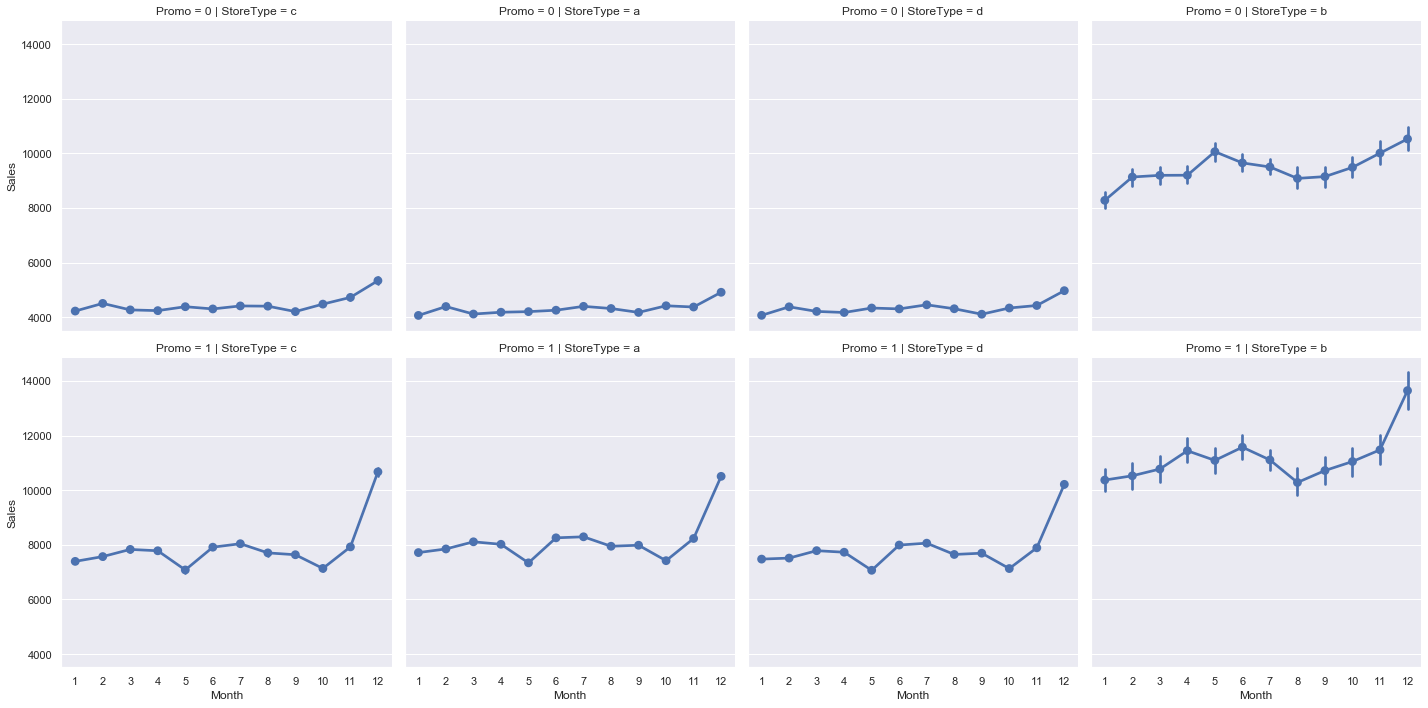 Promo = 0 | StoreType = c
Promo = 0 | StoreType = a
Promo = 0 | StoreType = d
Promo = 0 | StoreType = b
14000
12000
10000
8000
6000
4000
Sales
Promo = 1 | StoreType = c
Promo = 1 | StoreType = a
Promo = 1 | StoreType = d
Promo = 1 | StoreType = b
14000
12000
10000
8000
6000
4000
Sales
1 2 3 4 5 6 7 8 9 10 11 12
Month
1 2 3 4 5 6 7 8 9 10 11 12
Month
1 2 3 4 5 6 7 8 9 10 11 12
Month
1 2 3 4 5 6 7 8 9 10 11 12
Month